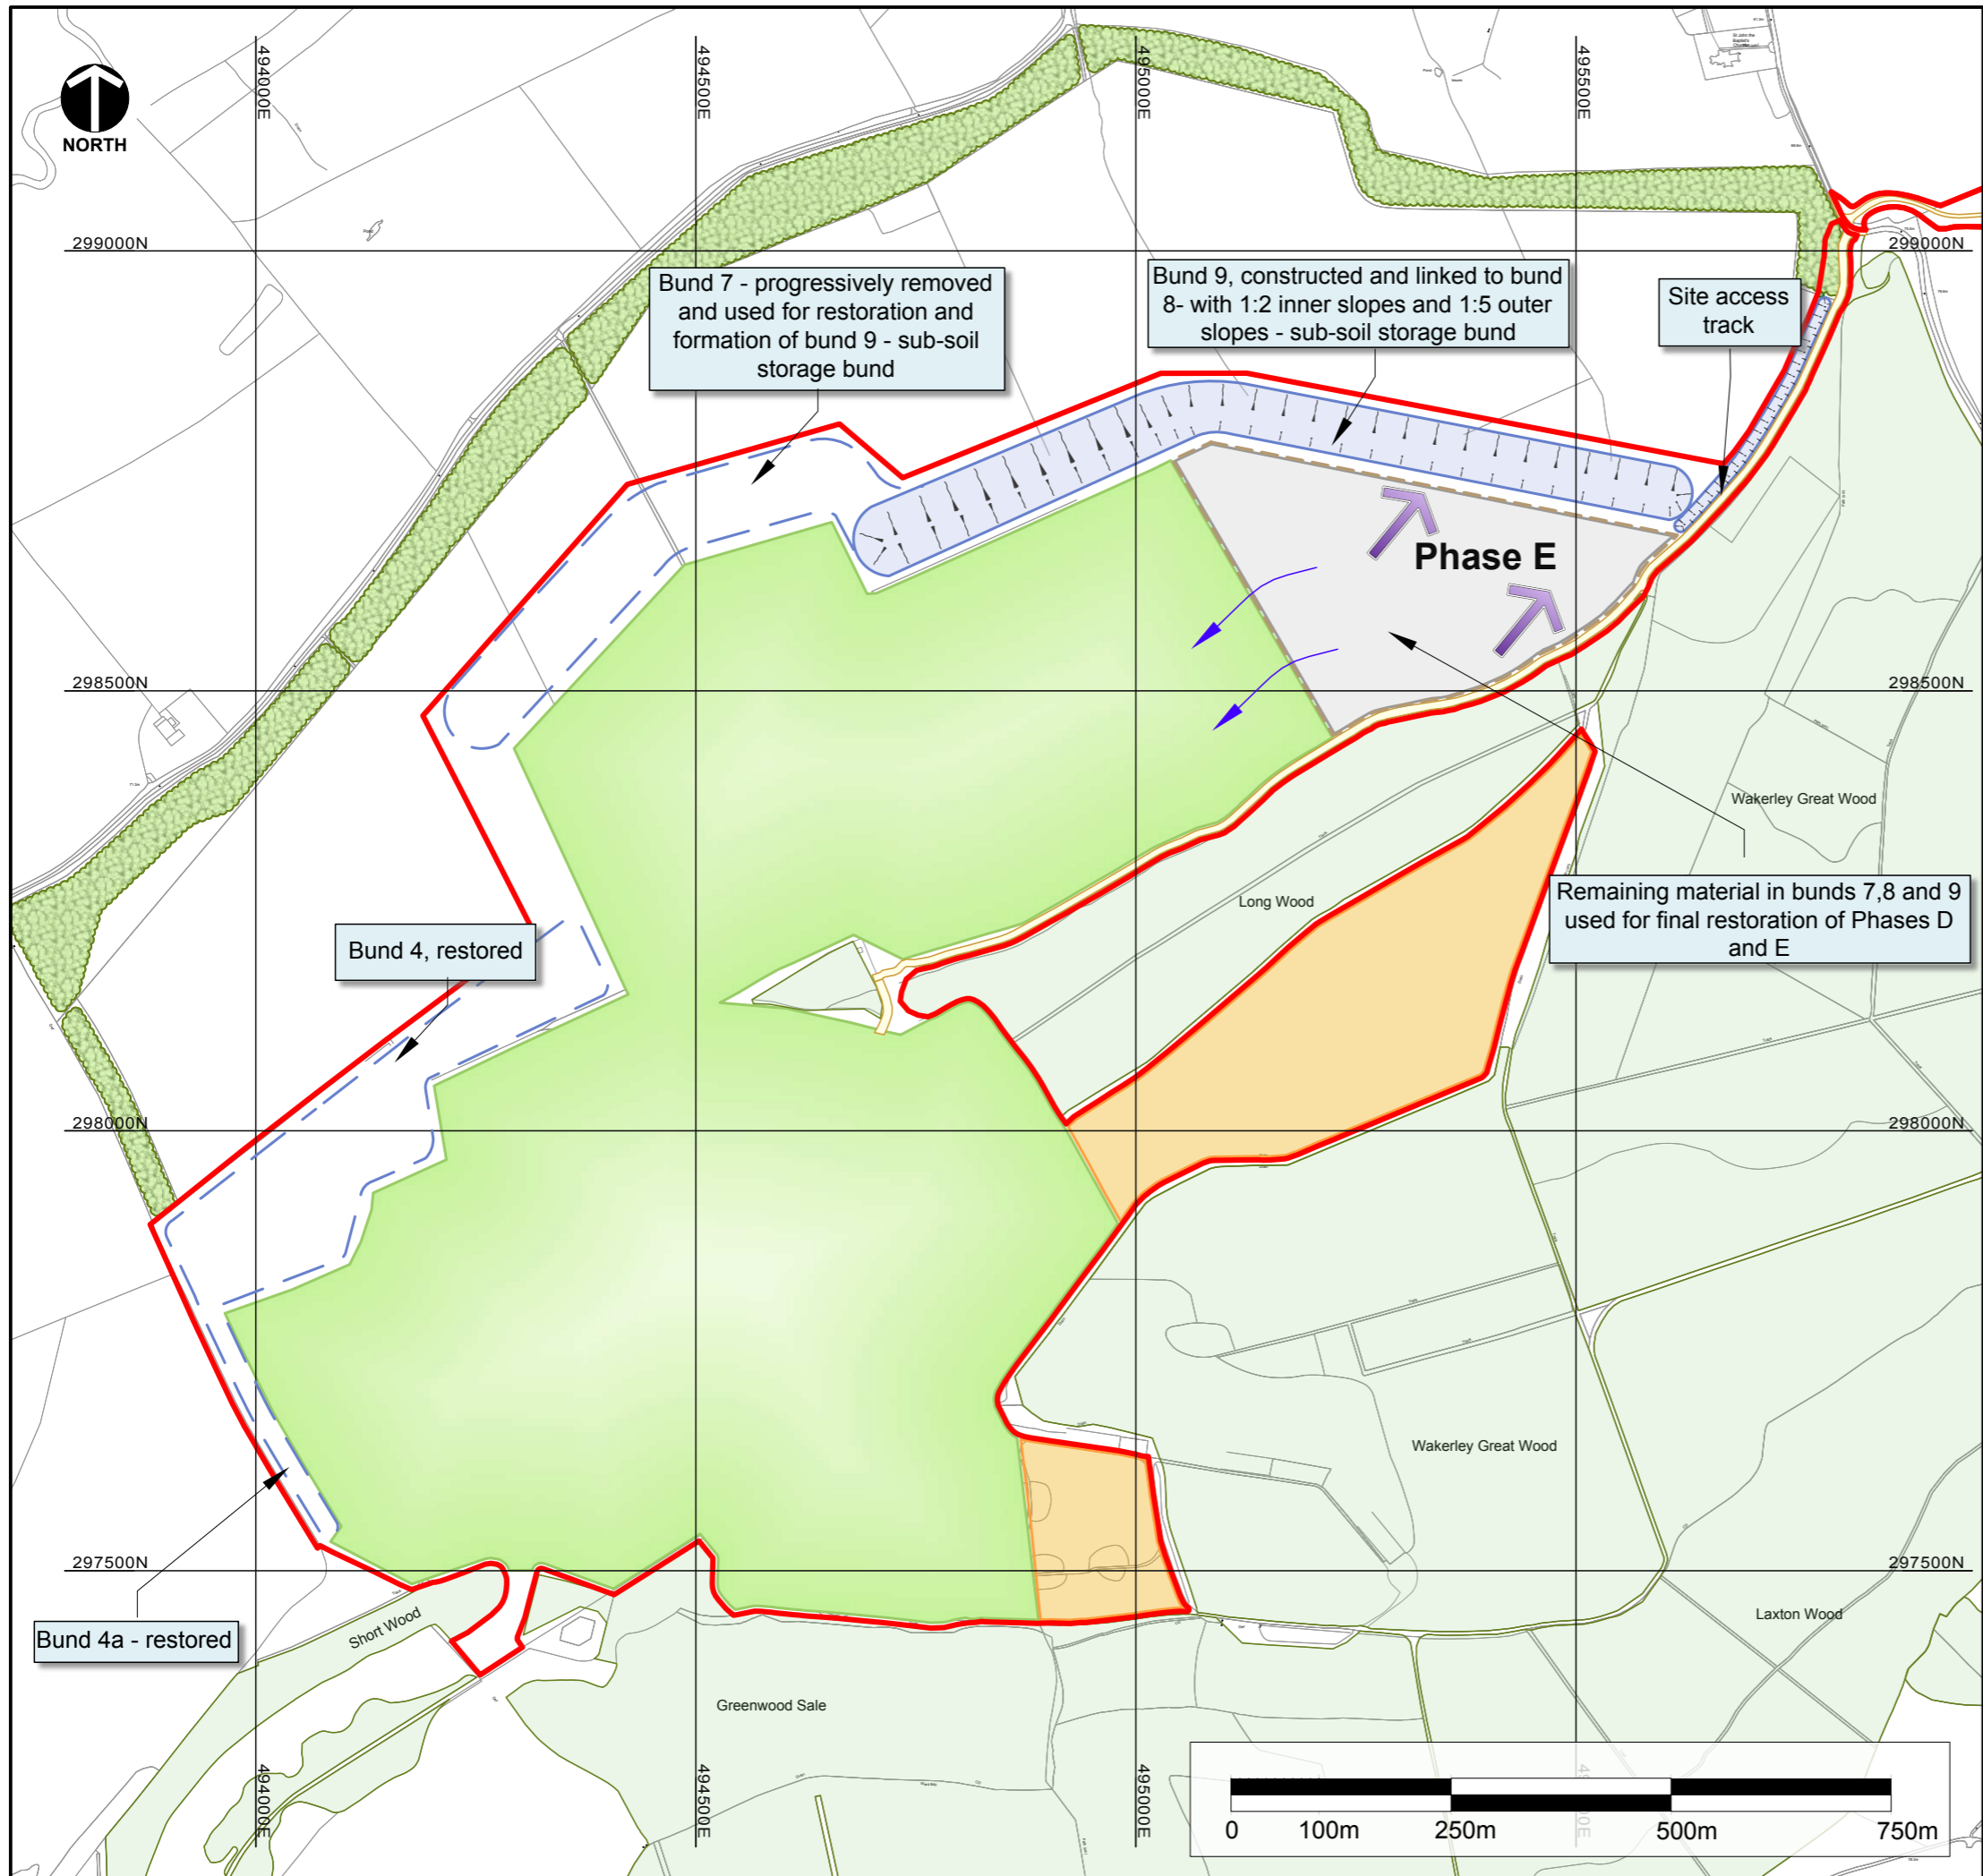 NORTH
494000E
494500E
495000E
495500E
St John the
Baptist's
Church
299000N
299000N
Bund 7 - progressively removed
and used for restoration and
formation of bund 9 - sub-soil
storage bund
Bund 9, constructed and linked to bund
8- with 1:2 inner slopes and 1:5 outer
slopes - sub-soil storage bund
Site access
track
Phase E
298500N
298500N
Wakerley Great Wood
Long Wood
Remaining material in bunds 7,8 and 9
used for final restoration of Phases D
and E
Bund 4, restored
298000N
298000N
Wakerley Great Wood
297500N
297500N
Bund 4a - restored
Short Wood
Laxton Wood
Greenwood Sale
494000E
494500E
495000E
0
100m
250m
500m
750m